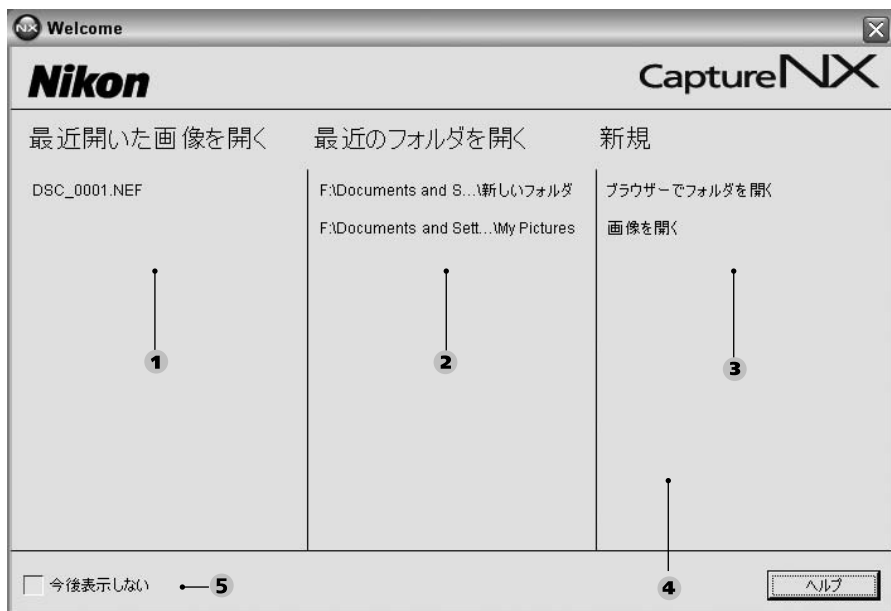 Welcome
Nikon
Capture NX
最近開いた画像を開く
最近のフォルダを開く
新規
DSC_0001.NEF
F:\Documents and S...\新しいフォルダ
F:\Documents and Sett...\My Pictures
ブラウザーでフォルダを開く
画像を開く
1
2
3
4
今後表示しない
5
ヘルプ